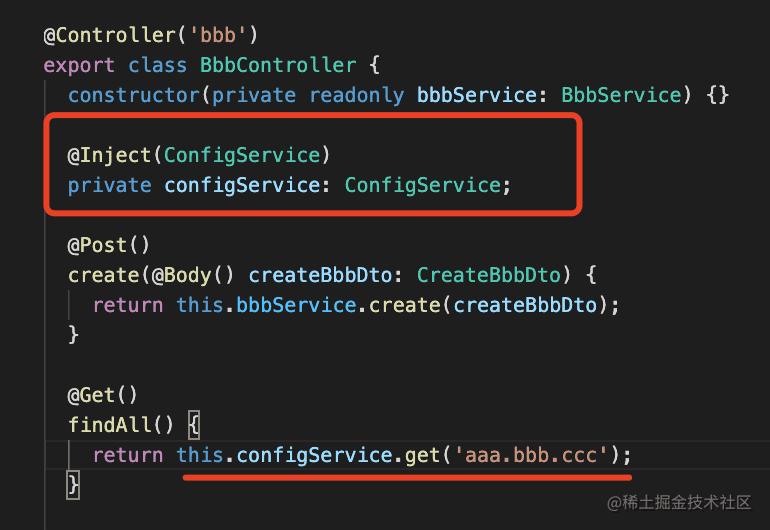 @Controller('bbb')
export class BbbController {
constructor(private readonly bbbService: BbbService) {}
@Inject(ConfigService)
private configService: ConfigService;
@Post()
create(@Body() createBbbDto: CreateBbbDto) {
return this.bbbService.create(createBbbDto);
}
@Get()
findAll() {
return this.configService.get('aaa.bbb.ccc');
}
@稀土掘金技术社区